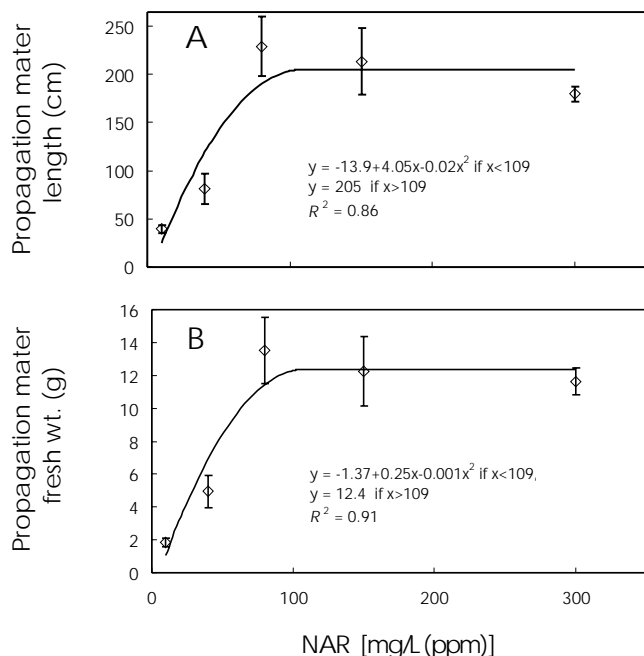 A
Propagation mater
length (cm)
250
200
150
100
50
0
y = -13.9+4.05x-0.02x² if x<109
y = 205 if x>109
R² = 0.86
B
Propagation mater
fresh wt. (g)
16
14
12
10
8
6
4
2
0
y = -1.37+0.25x-0.001x² if x<109,
y = 12.4 if x>109
R² = 0.91
0 100 200 300
NAR [mg/L (ppm)]